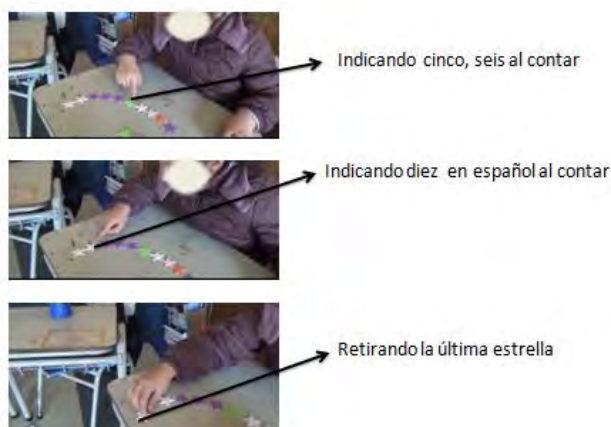 Indicando cinco, seis al contar
Indicando diez en español al contar
Retirando la última estrella